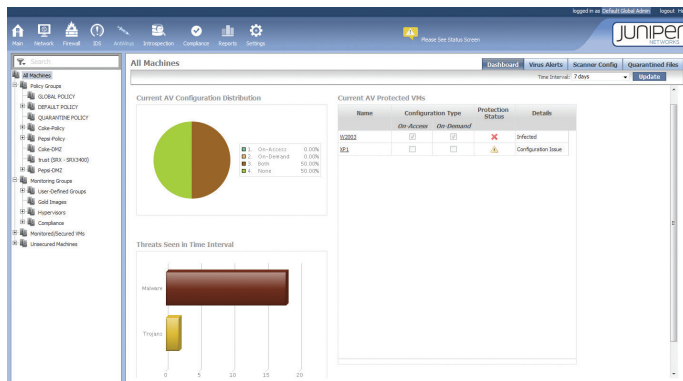 logged in as Default Global Admin logout He
Main Network Firewall IDS AntiVirus Introspection Compliance Reports Settings
Please See Status Screen
JUNIPER
NETWORKS
Search
All Machines
Policy Groups
GLOBAL POLICY
DEFAULT POLICY
QUARANTINE POLICY
Coke-Policy
Pepsi-Policy
Coke-DMZ
trust (SRX - SRX3400)
Pepsi-DMZ
Monitoring Groups
User-Defined Groups
Gold Images
Hypervisors
Compliance
Monitored/Secured VMs
Unsecured Machines
All Machines
Dashboard Virus Alerts Scanner Config Quarantined Files
Time Interval: 7 days Update
Current AV Configuration Distribution
1. On-Access 0.00%
2. On-Demand 0.00%
3. Both 50.00%
4. None 50.00%
Current AV Protected VMs
Name Configuration Type Protection Status Details
On-Access On-Demand
W2003 Infected
XP1 Configuration Issue
Threats Seen in Time Interval
Malware
Trojans
0 5 10 15 20